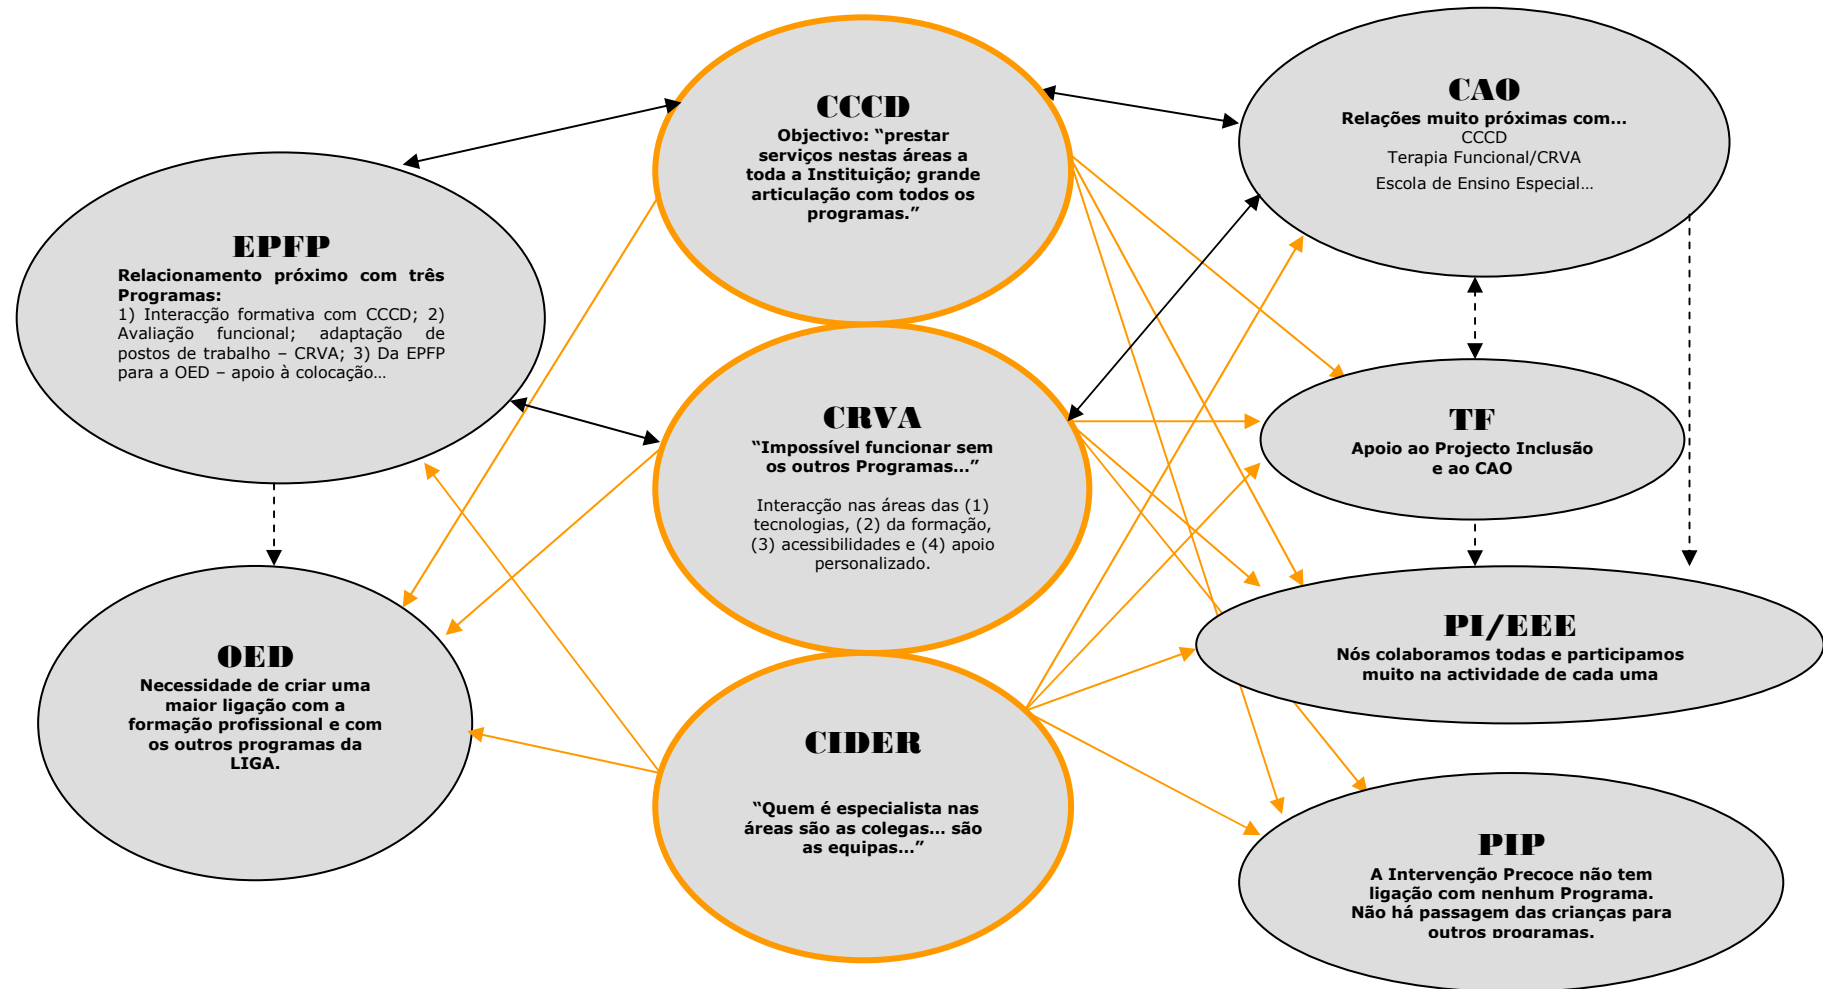 CCCD
Objectivo: “prestar
serviços nestas áreas a
toda a Instituição; grande
articulação com todos os
programas.”
CAO
Relações muito próximas com…
CCCD
Terapia Funcional/CRVA
Escola de Ensino Especial…
EPFP
Relacionamento próximo com três
Programas:
1) Interacção formativa com CCCD; 2)
Avaliação funcional; adaptação de
postos de trabalho – CRVA; 3) Da EPFP
para a OED – apoio à colocação…
CRVA
“Impossível funcionar sem
os outros Programas…”
Interacção nas áreas das (1)
tecnologias, (2) da formação,
(3) acessibilidades e (4) apoio
personalizado.
TF
Apoio ao Projecto Inclusão
e ao CAO
OED
Necessidade de criar uma
maior ligação com a
formação profissional e com
os outros programas da
LIGA.
PI/EEE
Nós colaboramos todas e participamos
muito na actividade de cada uma
CIDER
“Quem é especialista nas
áreas são as colegas… são
as equipas…”
PIP
A Intervenção Precoce não tem
ligação com nenhum Programa.
Não há passagem das crianças para
outros programas.